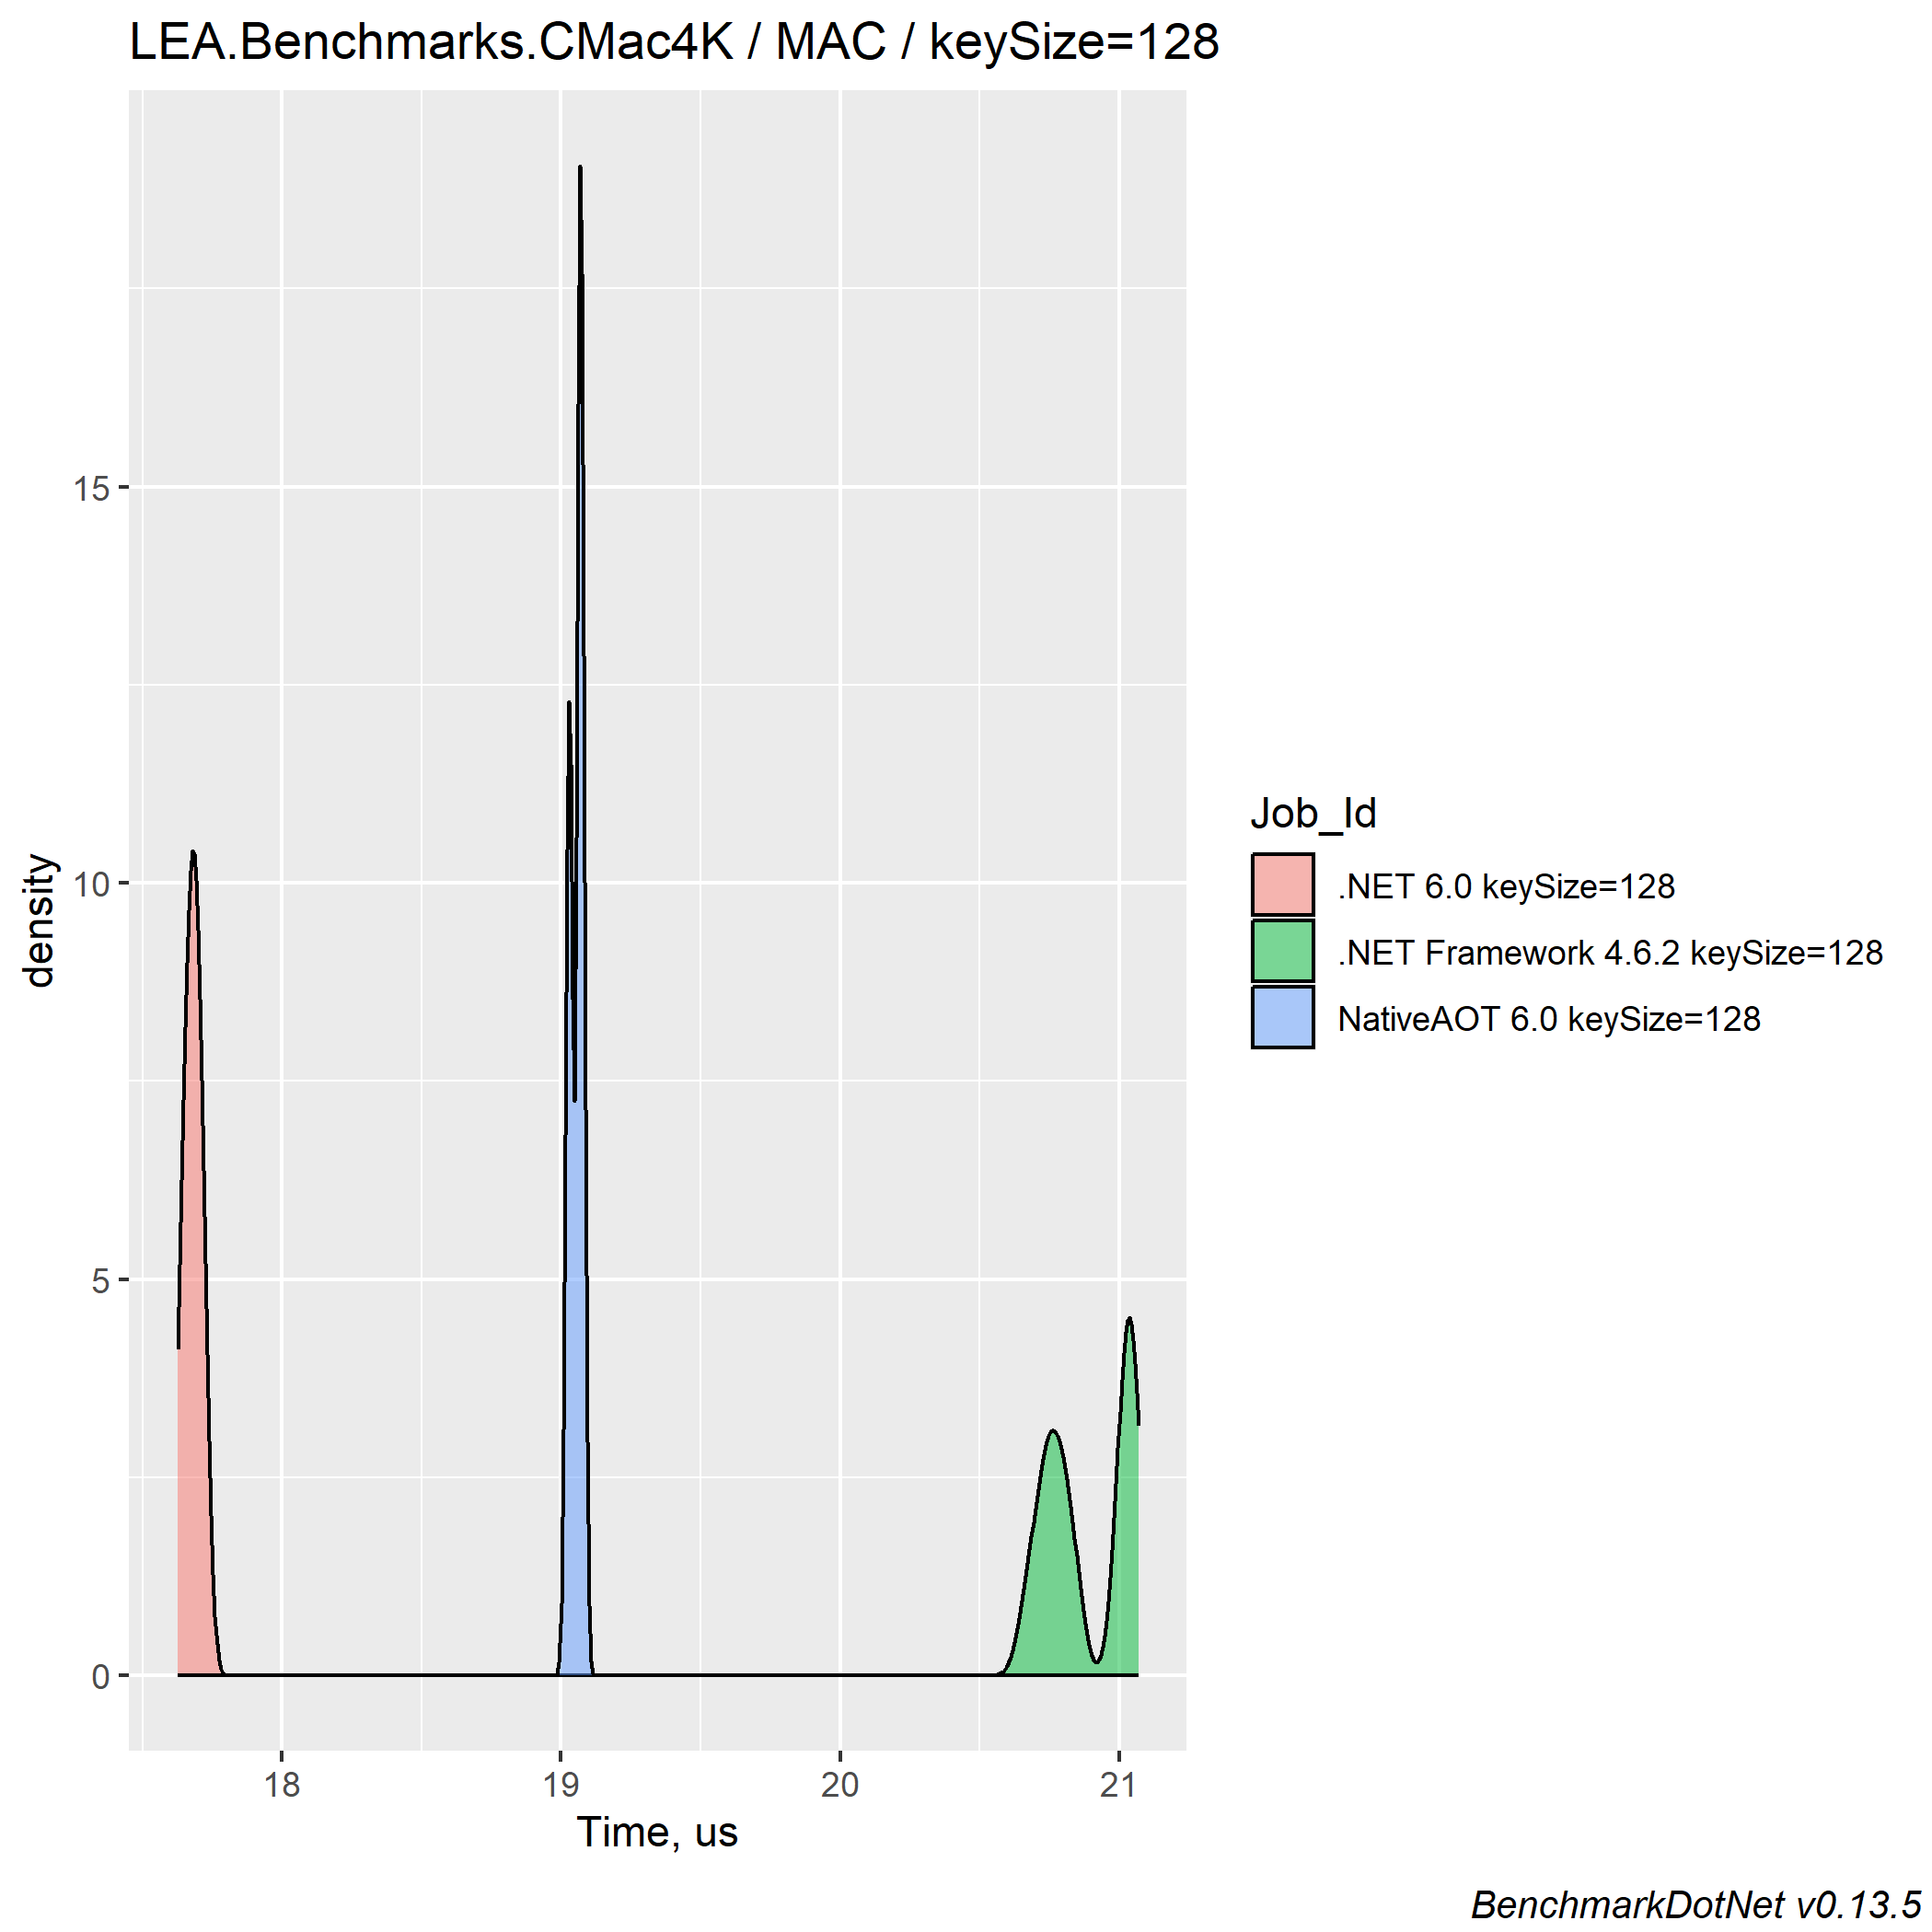 LEA.Benchmarks.CMac4K / MAC / keySize=128
15
10
5
0
density
18 19 20 21
Time, us
Job_Id
.NET 6.0 keySize=128
.NET Framework 4.6.2 keySize=128
NativeAOT 6.0 keySize=128
BenchmarkDotNet v0.13.5